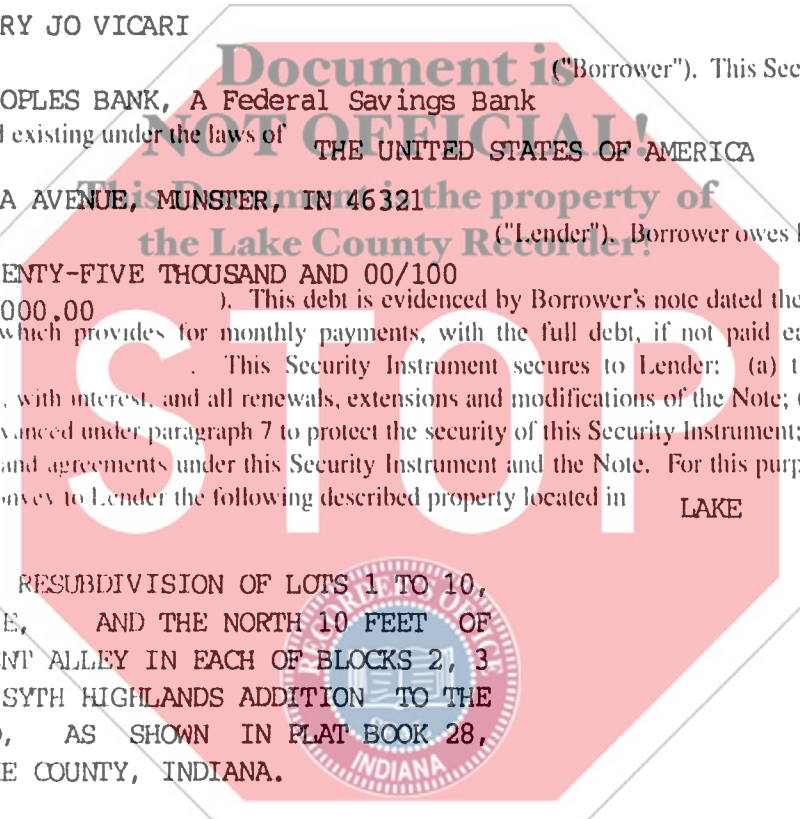 RY JO VICARI
Document is
("Borrower"). This Sec
OPLES BANK, A Federal Savings Bank
NOT OFFICIAL!
d existing under the laws of THE UNITED STATES OF AMERICA
This Document is the property of
A AVENUE, MUNSTER, IN 46321
the Lake County Recorder!
("Lender"). Borrower owes
ENTY-FIVE THOUSAND AND 00/100
000.00 ). This debt is evidenced by Borrower's note dated the
which provides for monthly payments, with the full debt, if not paid ea
. This Security Instrument secures to Lender: (a) t
, with interest, and all renewals, extensions and modifications of the Note; (
vanced under paragraph 7 to protect the security of this Security Instrument;
and agreements under this Security Instrument and the Note. For this purp
nvey to Lender the following described property located in LAKE
STOP
RESUBDIVISION OF LOTS 1 TO 10,
E, AND THE NORTH 10 FEET OF
NT ALLEY IN EACH OF BLOCKS 2, 3
SYTH HIGHLANDS ADDITION TO THE
, AS SHOWN IN PLAT BOOK 28,
E COUNTY, INDIANA.
RECORDER'S OFFICE
INDIANA